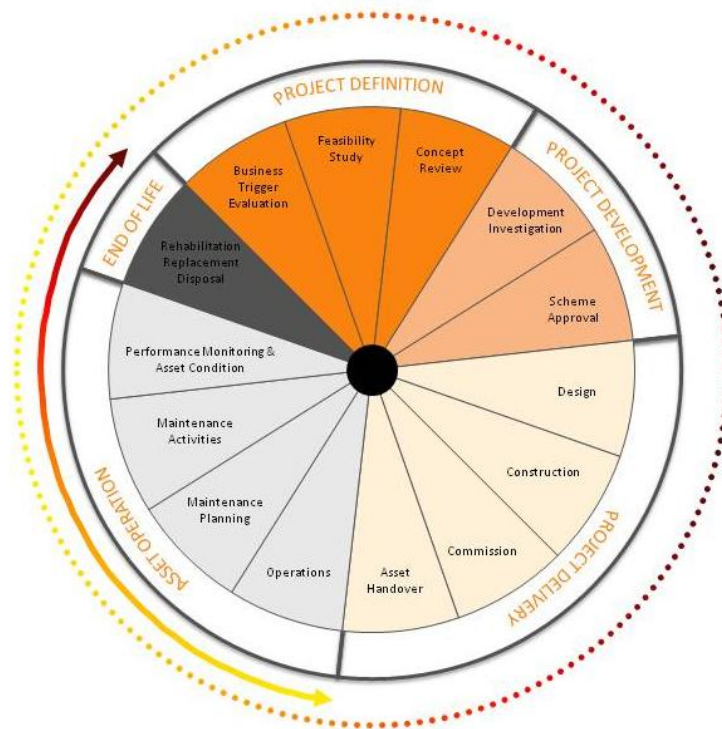 PROJECT DEFINITION
Business
Trigger
Evaluation
Feasibility
Study
Concept
Review
PROJECT DEVELOPMENT
Development
Investigation
Scheme
Approval
PROJECT DELIVERY
Design
Construction
Commission
Asset
Handover
ASSET OPERATION
Operations
Maintenance
Planning
Maintenance
Activities
Performance Monitoring &
Asset Condition
END OF LIFE
Rehabilitation
Replacement
Disposal